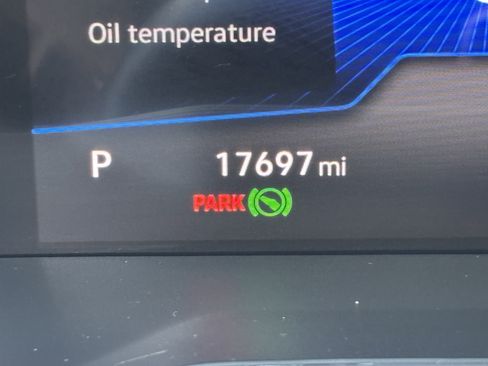 Oil temperature
P 17697 mi
PARK